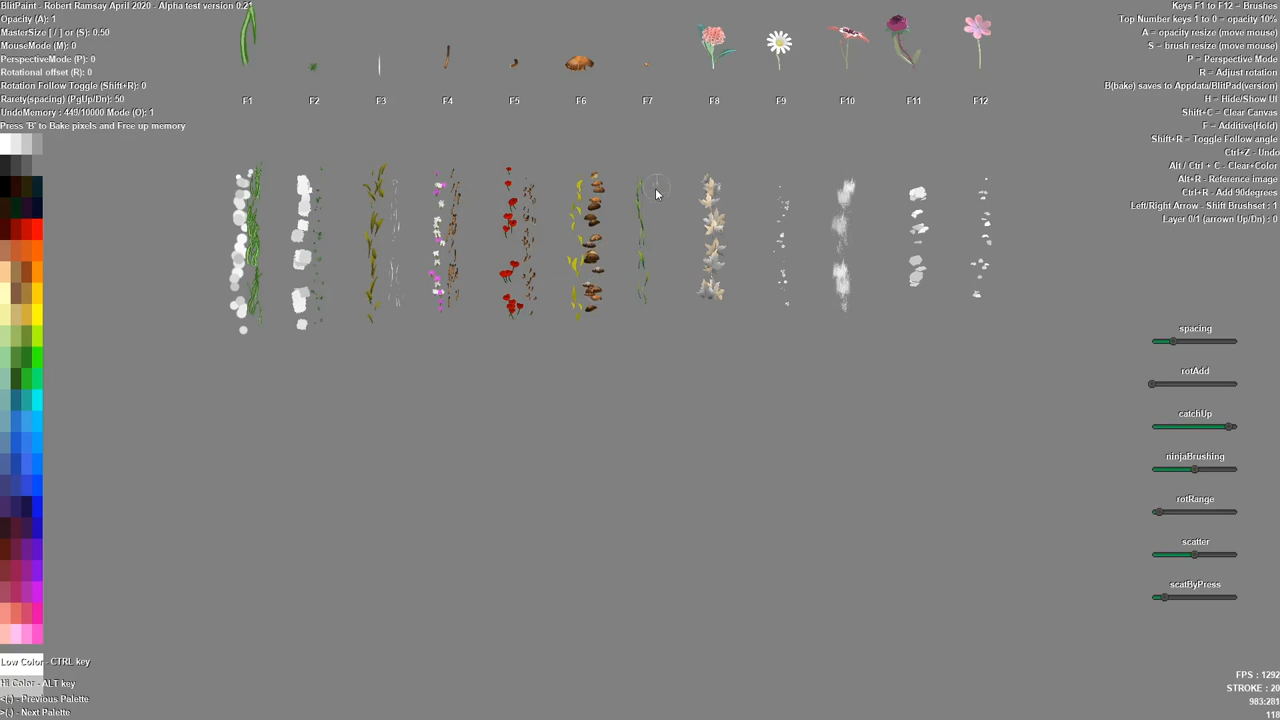 BlitPaint - Robert Ramsay April 2020 - Alpha test version 0.21
Opacity (A): 1
MasterSize [/ ] or (S): 0.50
MouseMode (M): 0
PerspectiveMode (P): 0
Rotational offset (R): 0
Rotation Follow Toggle (Shift+R): 0
Rarety(spacing) (PgUp/Dn): 50
UndoMemory : 449/10000 Mode (O): 1
Press 'B' to Bake pixels and Free up memory
F1 F2 F3 F4 F5 F6 F7 F8 F9 F10 F11 F12
Keys F1 to F12 = Brushes
Top Number keys 1 to 0 = opacity 10%
A = opacity resize (move mouse)
S = brush resize (move mouse)
P = Perspective Mode
R = Adjust rotation
B(bake) saves to Appdata/BlitPad(version)
H = Hide/Show UI
Shift+C = Clear Canvas
F = Additive(Hold)
Shift+R = Toggle Follow angle
Ctrl+Z - Undo
Alt / Ctrl + C - Clear+Color
Alt+R - Reference image
Ctrl+R - Add 90degrees
Left/Right Arrow - Shift Brushset : 1
Layer 0/1 (arrown Up/Dn) : 0
spacing
rotAdd
catchUp
ninjaBrushing
rotRange
scatter
scatByPress
Low Color - CTRL key
Hi Color - ALT key
<(,) - Previous Palette
>(.) - Next Palette
FPS : 1292
STROKE : 20
983:281
118